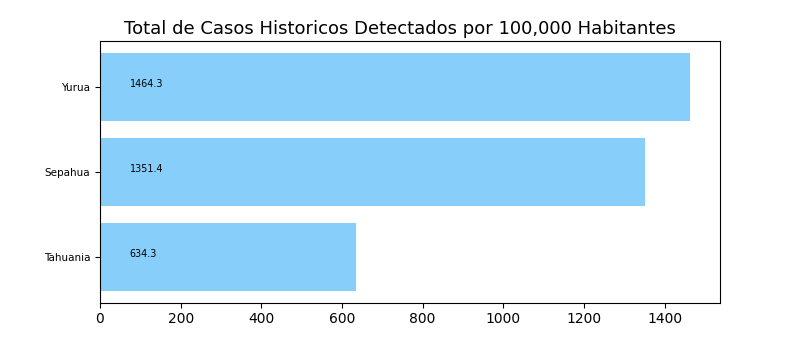 Total de Casos Historicos Detectados por 100,000 Habitantes
Yurua
1464.3
Sepahua
1351.4
Tahuania
634.3
0 200 400 600 800 1000 1200 1400